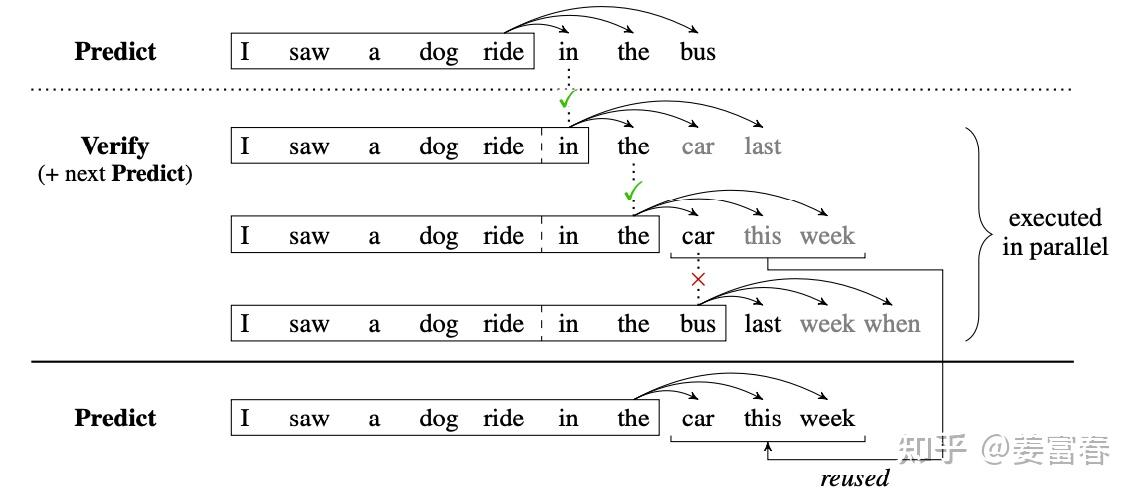 Predict I saw a dog ride in the bus
Verify I saw a dog ride in the car last
(+ next Predict)
I saw a dog ride in the car this week
executed
in parallel
I saw a dog ride in the bus last week when
Predict I saw a dog ride in the car this week
知乎 @姜富春
reused